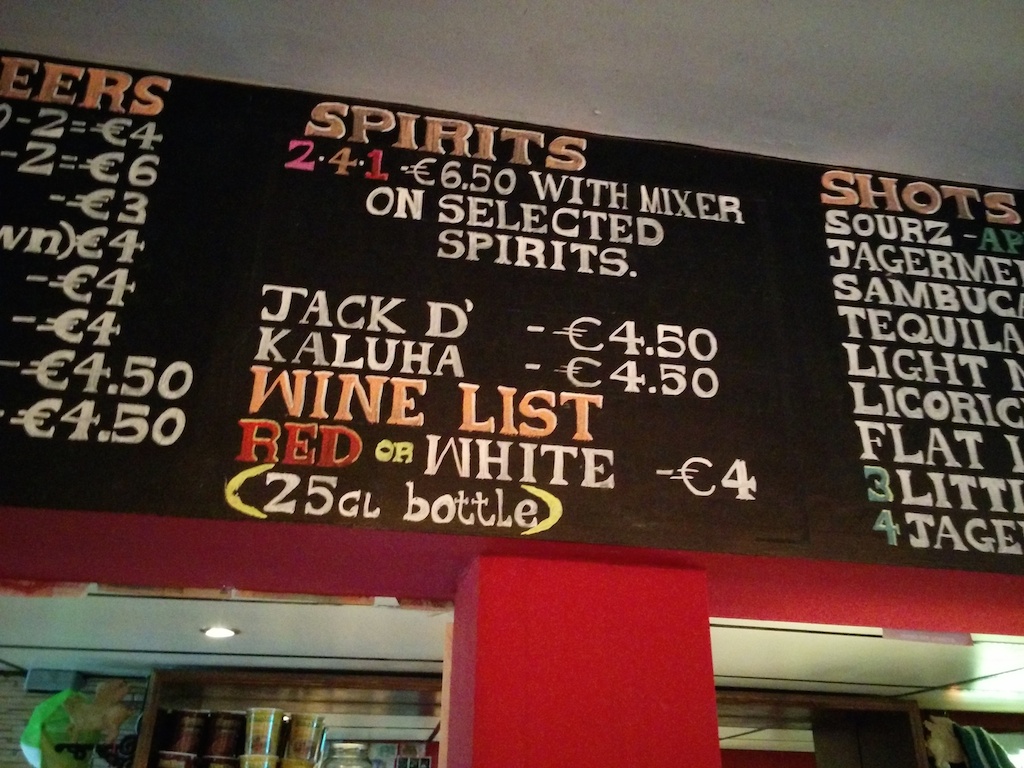 EERS
-2=€4
-2=€6
-€3
wn)€4
-€4
-€4
-€4.50
-€4.50
SPIRITS
2.4.1 -€6.50 WITH MIXER
ON SELECTED
SPIRITS.
JACK D' -€4.50
KALUHA -€4.50
WINE LIST
RED OR WHITE -€4
(25cL bottle)
SHOTS
SOURZ - AP
JAGERME
SAMBUCA
TEQUILA
LIGHT
LICORIC
FLAT L
3 LITTL
4 JAGE